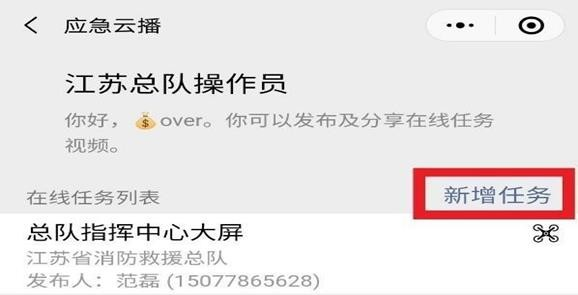 应急云播
江苏总队操作员
你好，💰over。你可以发布及分享在线任务
视频。
在线任务列表
新增任务
总队指挥中心大屏
江苏省消防救援总队
发布人：范磊 (15077865628)